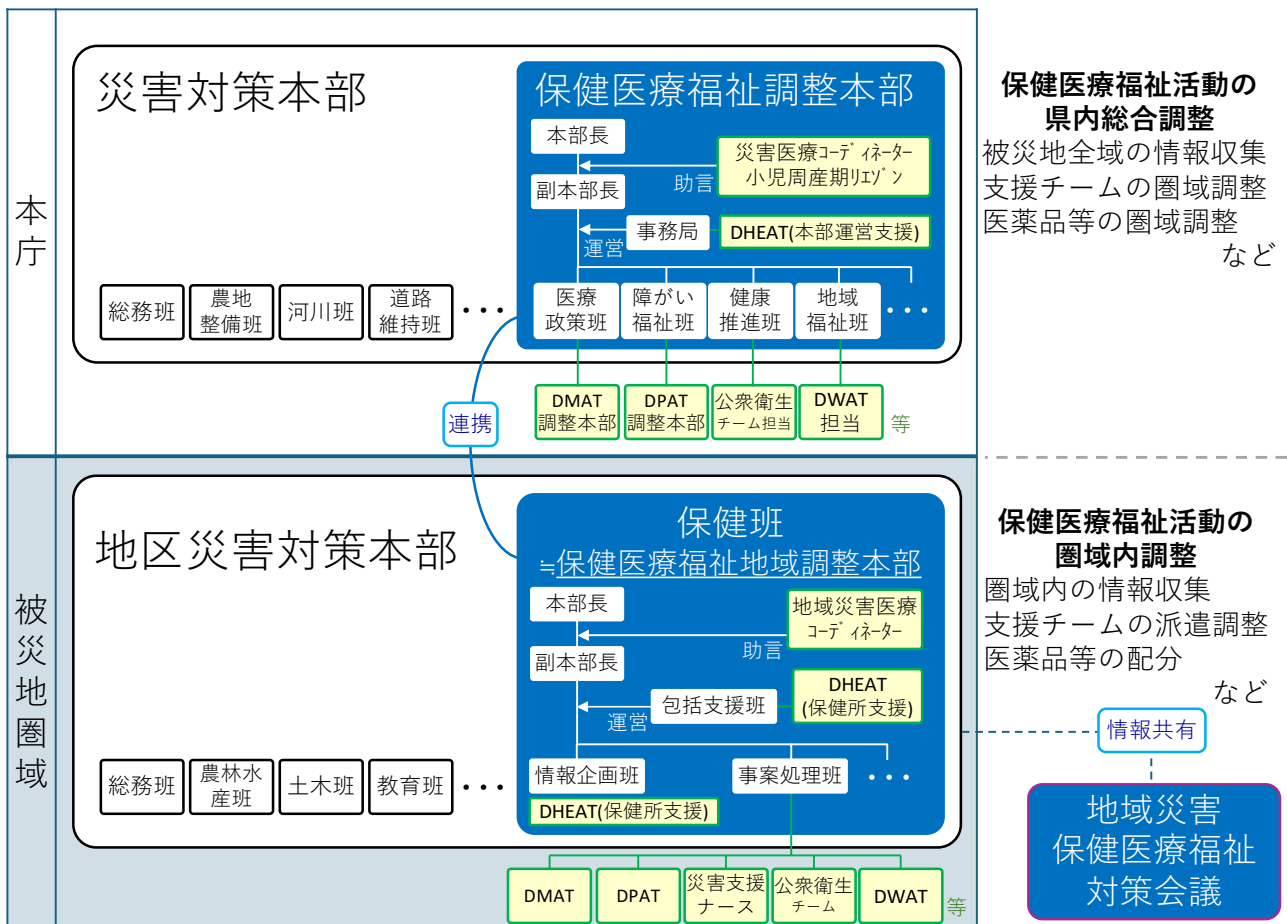 本庁
災害対策本部
総務班
農地
整備班
河川班
道路
維持班
・・・
保健医療福祉調整本部
本部長
災害医療ｺｰﾃﾞｨﾈｰﾀｰ
小児周産期ﾘｴｿﾞﾝ
助言
副本部長
事務局
DHEAT(本部運営支援)
運営
医療
政策班
障がい
福祉班
健康
推進班
地域
福祉班
・・・
DMAT
調整本部
DPAT
調整本部
公衆衛生
チーム担当
DWAT
担当
等
連携
保健医療福祉活動の
県内総合調整
被災地全域の情報収集
支援チームの圏域調整
医薬品等の圏域調整
など
被災地圏域
地区災害対策本部
総務班
農林水
産班
土木班
教育班
・・・
保健班
≒保健医療福祉地域調整本部
本部長
地域災害医療
ｺｰﾃﾞｨﾈｰﾀｰ
助言
副本部長
包括支援班
DHEAT
(保健所支援)
運営
情報企画班
事案処理班
・・・
DHEAT(保健所支援)
DMAT
DPAT
災害支援
ナース
公衆衛生
チーム
DWAT
等
保健医療福祉活動の
圏域内調整
圏域内の情報収集
支援チームの派遣調整
医薬品等の配分
など
情報共有
地域災害
保健医療福祉
対策会議